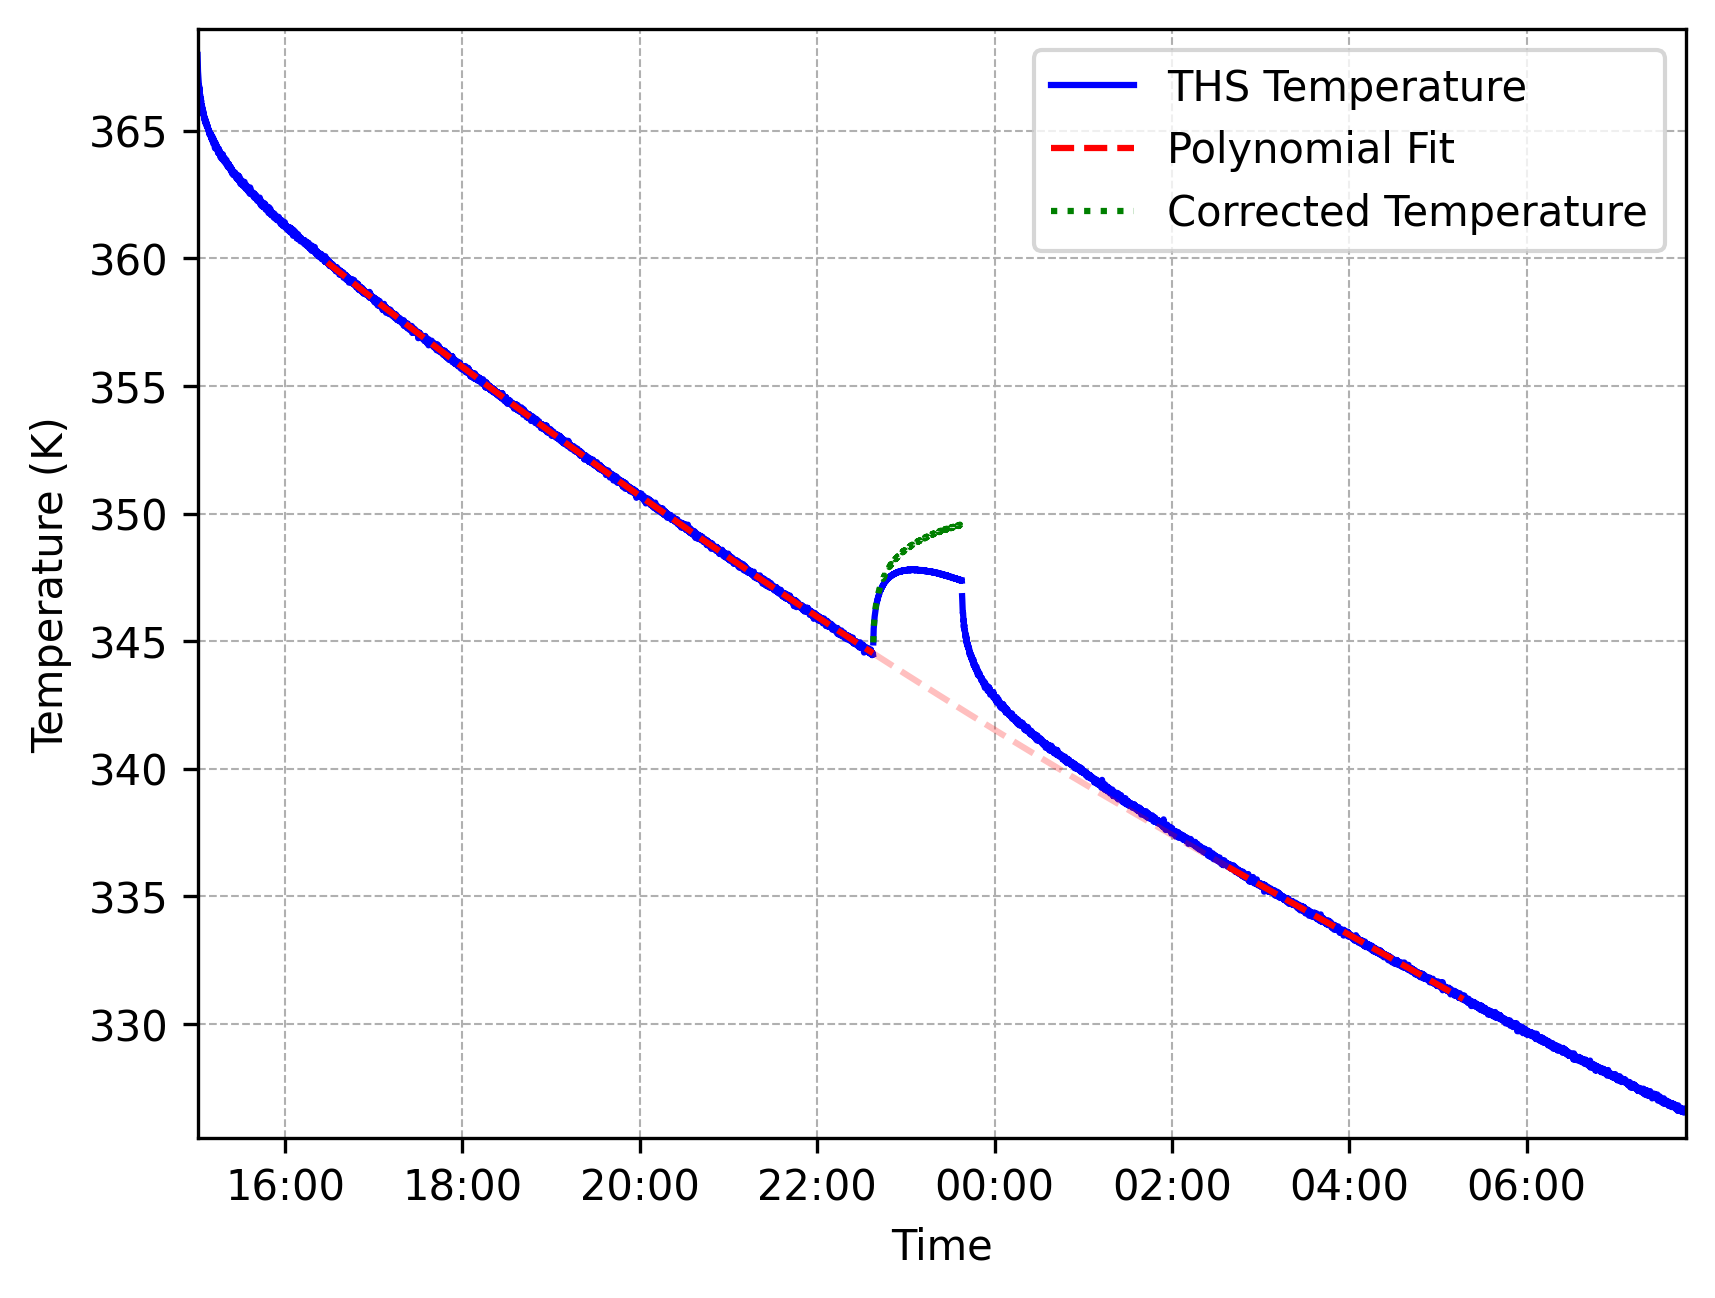 THS Temperature
Polynomial Fit
Corrected Temperature
365
360
355
350
345
340
335
330
Temperature (K)
16:00 18:00 20:00 22:00 00:00 02:00 04:00 06:00
Time